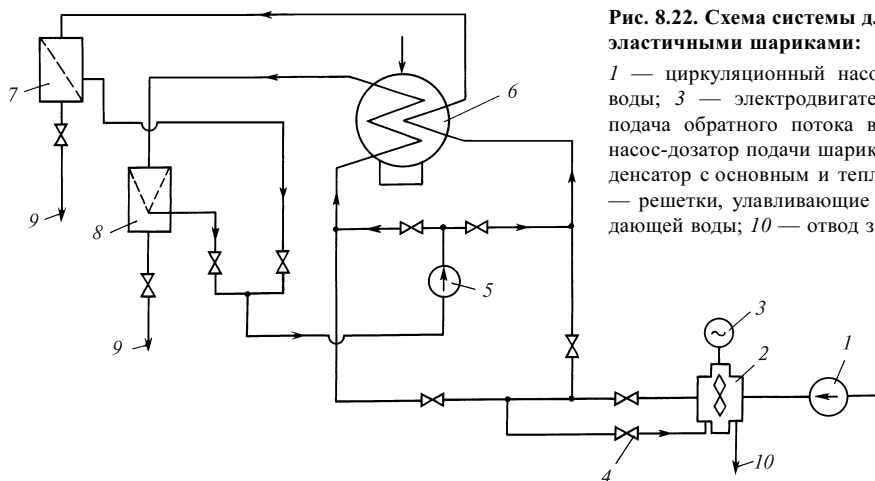 Рис. 8.22. Схема системы д
эластичными шариками:
1 — циркуляционный насо
воды; 3 — электродвигате
подача обратного потока в
насос-дозатор подачи шарик
денсатор с основным и тепл
— решетки, улавливающие
дающей воды; 10 — отвод з
7
6
8
9
5
9
3
2
1
4
10
~